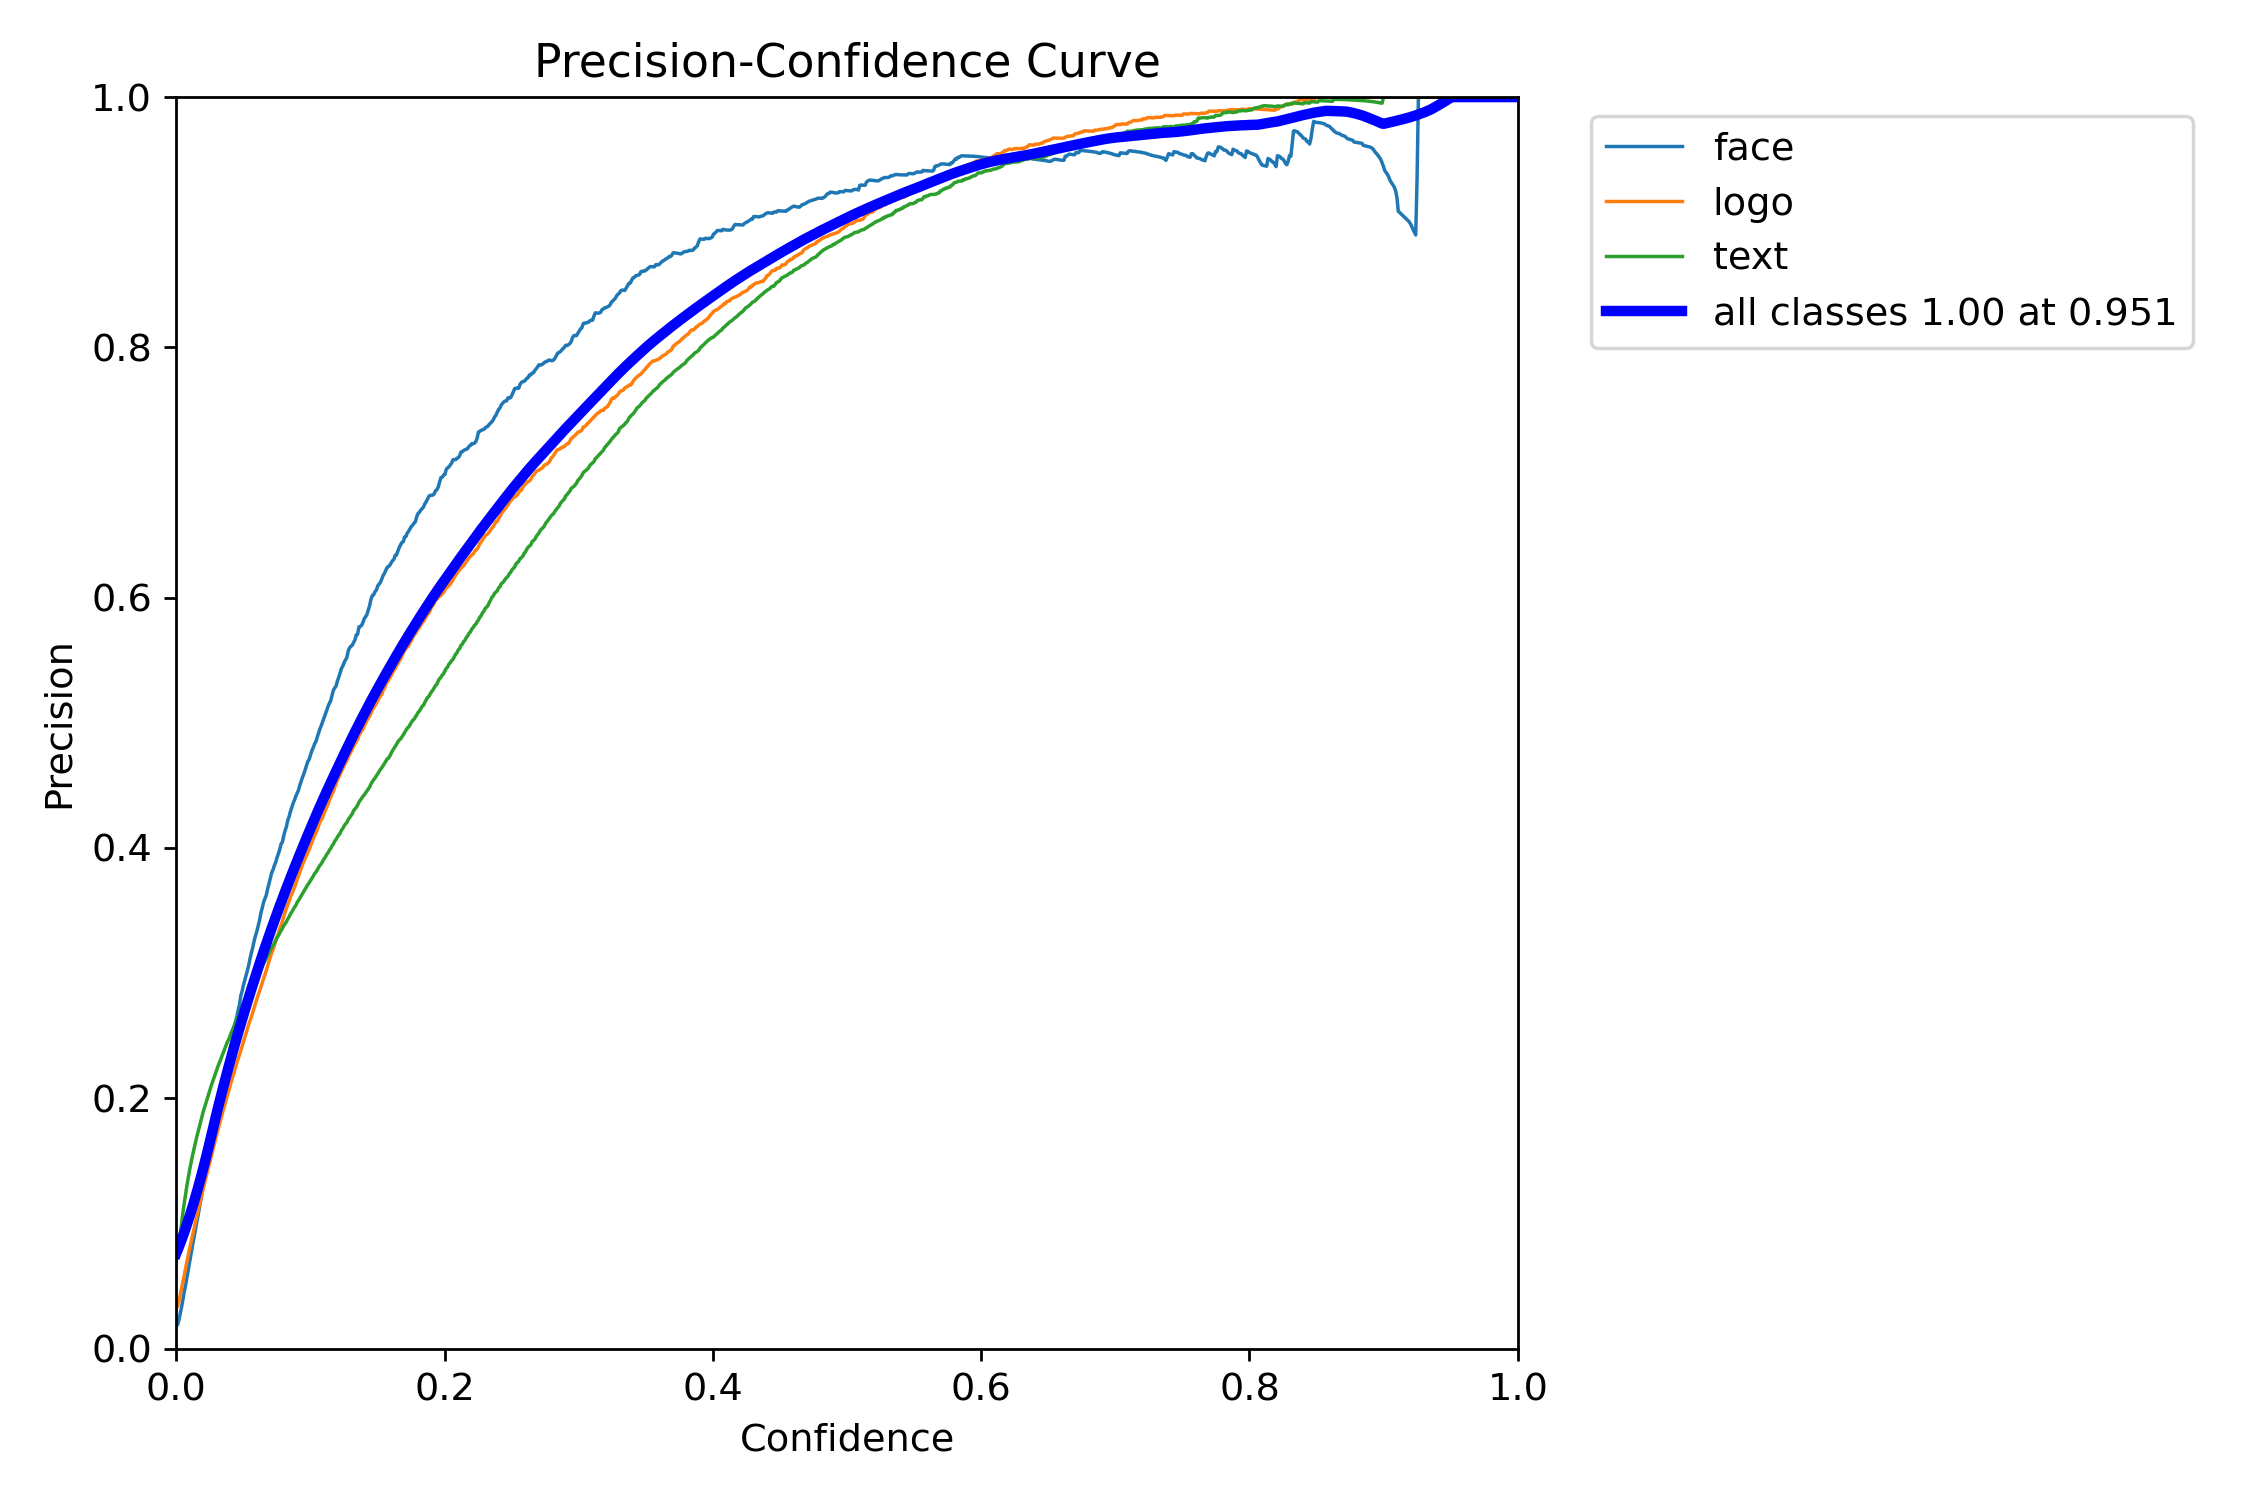 Precision-Confidence Curve
1.0
0.8
0.6
0.4
0.2
0.0
Precision
0.0 0.2 0.4 0.6 0.8 1.0
Confidence
face
logo
text
all classes 1.00 at 0.951